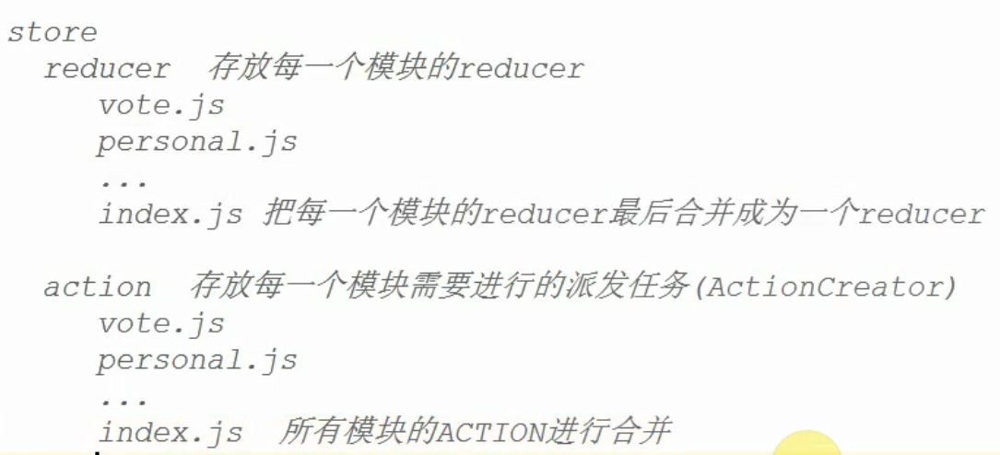 store
reducer 存放每一个模块的reducer
vote.js
personal.js
...
index.js 把每一个模块的reducer最后合并成为一个reducer
action 存放每一个模块需要进行的派发任务(ActionCreator)
vote.js
personal.js
...
index.js 所有模块的ACTION进行合并